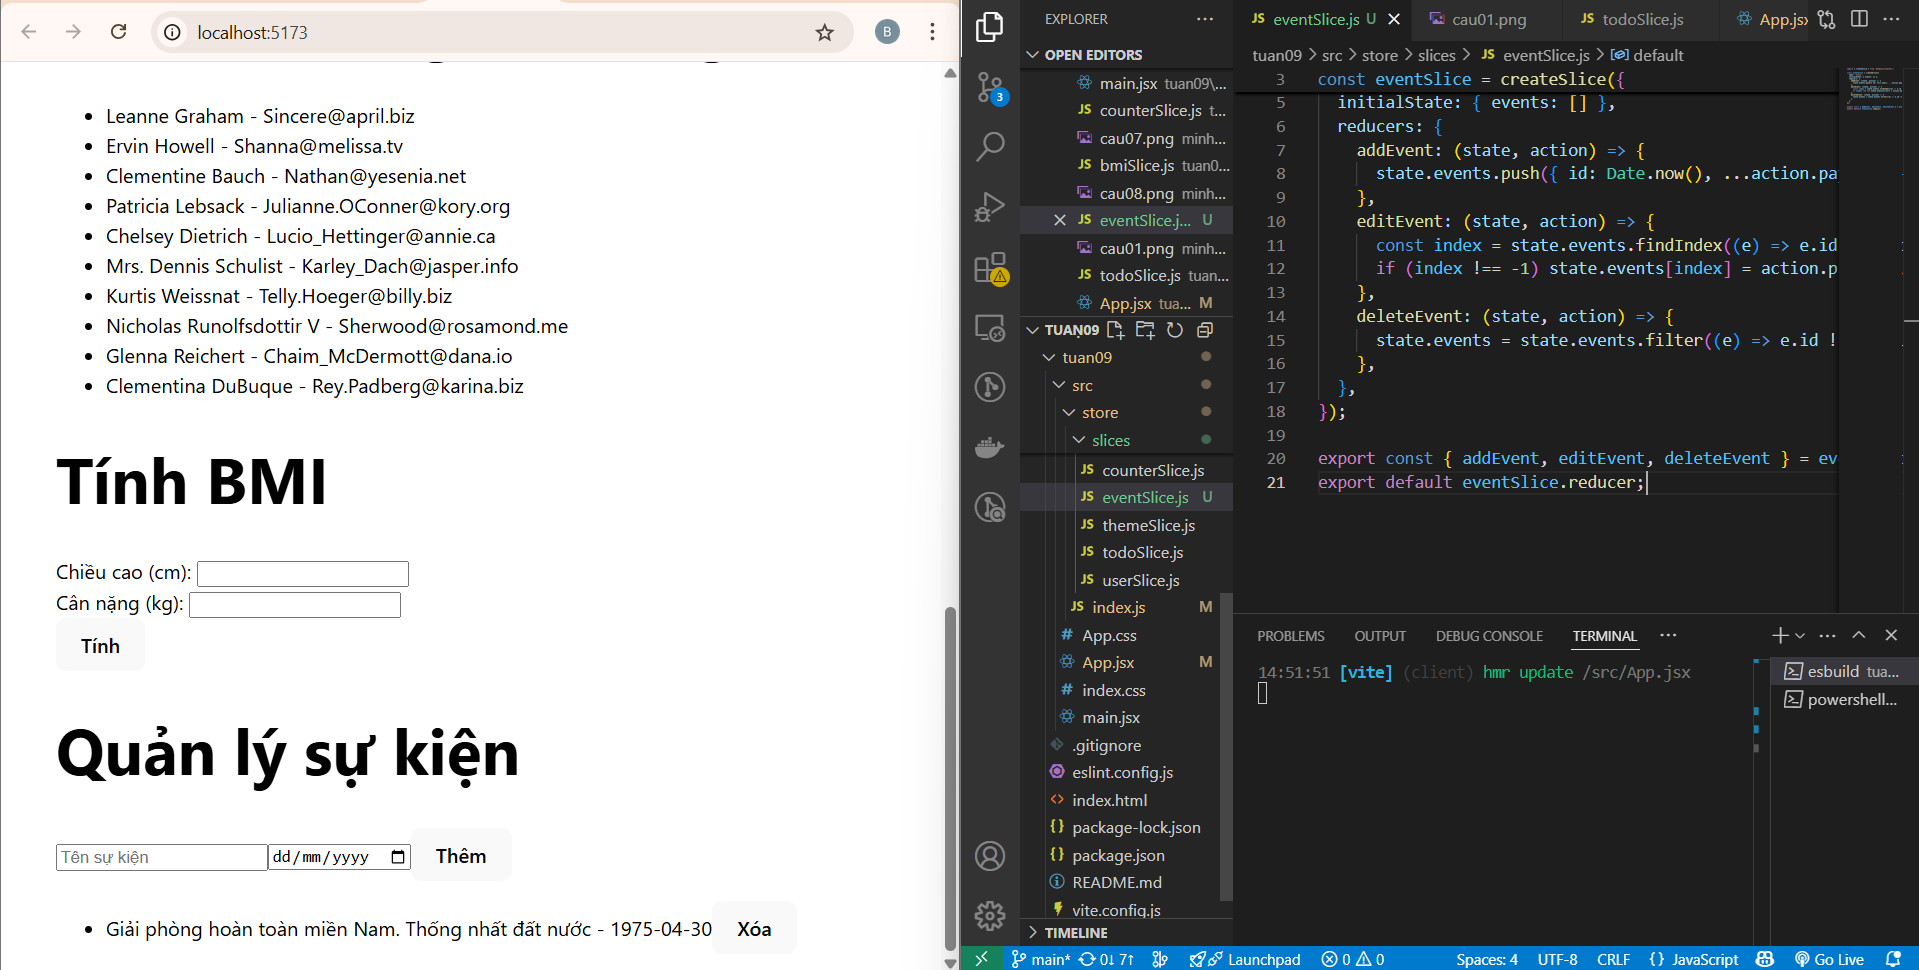 localhost:5173
B
Leanne Graham - Sincere@april.biz
Ervin Howell - Shanna@melissa.tv
Clementine Bauch - Nathan@yesenia.net
Patricia Lebsack - Julianne.OConner@kory.org
Chelsey Dietrich - Lucio_Hettinger@annie.ca
Mrs. Dennis Schulist - Karley_Dach@jasper.info
Kurtis Weissnat - Telly.Hoeger@billy.biz
Nicholas Runolfsdottir V - Sherwood@rosamond.me
Glenna Reichert - Chaim_McDermott@dana.io
Clementina DuBuque - Rey.Padberg@karina.biz
Tính BMI
Chiều cao (cm):
Cân nặng (kg):
Tính
Quản lý sự kiện
Tên sự kiện dd/mm/yyyy Thêm
Giải phòng hoàn toàn miền Nam. Thống nhất đất nước - 1975-04-30 Xóa
3
EXPLORER
OPEN EDITORS
main.jsx tuan09\...
JS counterSlice.js t...
cau07.png minh...
JS bmiSlice.js tuan0...
cau08.png minh...
JS eventSlice.j... U
cau01.png minh...
JS todoSlice.js tuan...
App.jsx tua... M
TUAN09
tuan09
src
store
slices
JS counterSlice.js
JS eventSlice.js U
JS themeSlice.js
JS todoSlice.js
JS userSlice.js
JS index.js M
# App.css
App.jsx M
# index.css
main.jsx
.gitignore
eslint.config.js
<> index.html
{} package-lock.json
{} package.json
README.md
vite.config.js
TIMELINE
JS eventSlice.js U
cau01.png
JS todoSlice.js
App.jsx
tuan09 > src > store > slices > JS eventSlice.js > default
3 const eventSlice = createSlice({
5 initialState: { events: [] },
6 reducers: {
7 addEvent: (state, action) => {
8 state.events.push({ id: Date.now(), ...action.pa
9 },
10 editEvent: (state, action) => {
11 const index = state.events.findIndex((e) => e.id
12 if (index !== -1) state.events[index] = action.p
13 },
14 deleteEvent: (state, action) => {
15 state.events = state.events.filter((e) => e.id !
16 },
17 },
18 });
19
20 export const { addEvent, editEvent, deleteEvent } = ev
21 export default eventSlice.reducer;
PROBLEMS OUTPUT DEBUG CONSOLE TERMINAL
14:51:51 [vite] (client) hmr update /src/App.jsx
esbuild tua...
powershell...
main* 0↓ 7↑ Launchpad 0 0 Spaces: 4 UTF-8 CRLF {} JavaScript Go Live